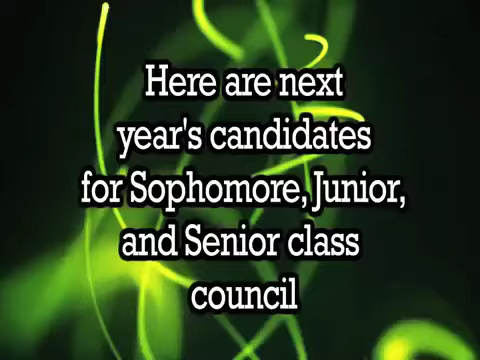 Here are next
year's candidates
for Sophomore, Junior,
and Senior class
council